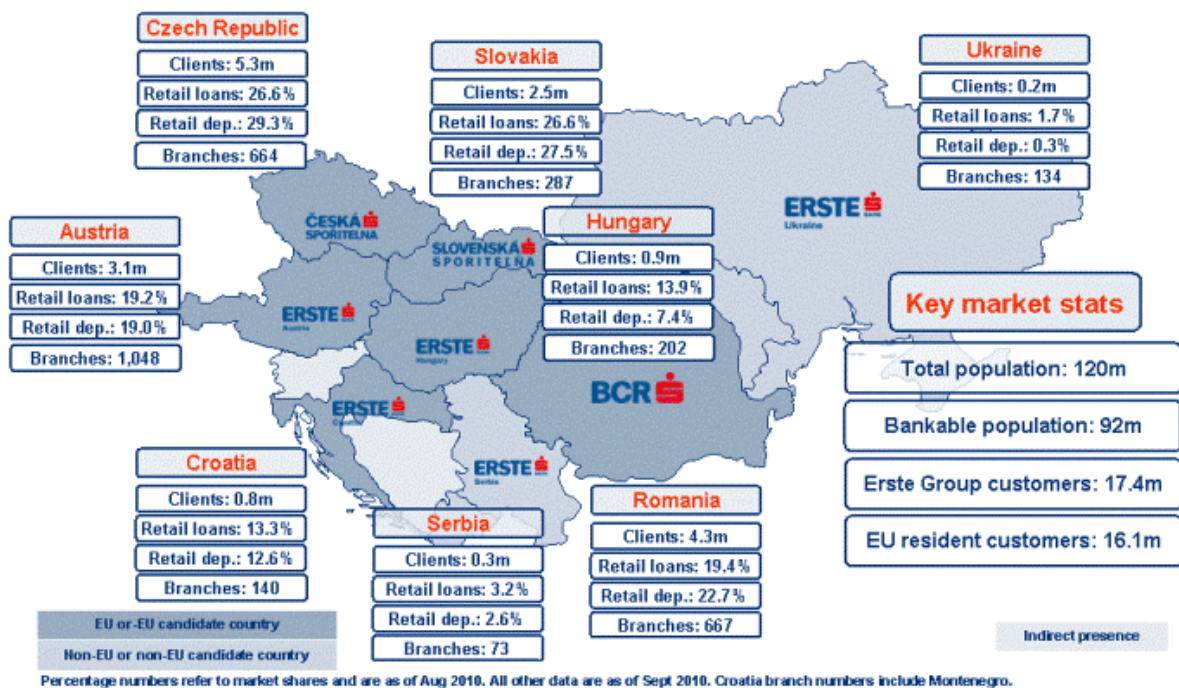 Czech Republic
Clients: 5.3m
Retail loans: 26.6%
Retail dep.: 29.3%
Branches: 664
Slovakia
Clients: 2.5m
Retail loans: 26.6%
Retail dep.: 27.5%
Branches: 287
Ukraine
Clients: 0.2m
Retail loans: 1.7%
Retail dep.: 0.3%
Branches: 134
ČESKÁ
SPOŘITELNA
SLOVENSKÁ
SPORITEĽŇA
ERSTE BANK
Ukraine
Austria
Clients: 3.1m
Retail loans: 19.2%
Retail dep.: 19.0%
Branches: 1,048
Hungary
Clients: 0.9m
Retail loans: 13.9%
Retail dep.: 7.4%
Branches: 202
ERSTE
Austria
ERSTE
Hungary
BCR
ERSTE
Croatia
ERSTE
Serbia
Key market stats
Total population: 120m
Bankable population: 92m
Erste Group customers: 17.4m
EU resident customers: 16.1m
Croatia
Clients: 0.8m
Retail loans: 13.3%
Retail dep.: 12.6%
Branches: 140
Serbia
Clients: 0.3m
Retail loans: 3.2%
Retail dep.: 2.6%
Branches: 73
Romania
Clients: 4.3m
Retail loans: 19.4%
Retail dep.: 22.7%
Branches: 667
EU or-EU candidate country
Non-EU or non-EU candidate country
Indirect presence
Percentage numbers refer to market shares and are as of Aug 2010. All other data are as of Sept 2010. Croatia branch numbers include Montenegro.